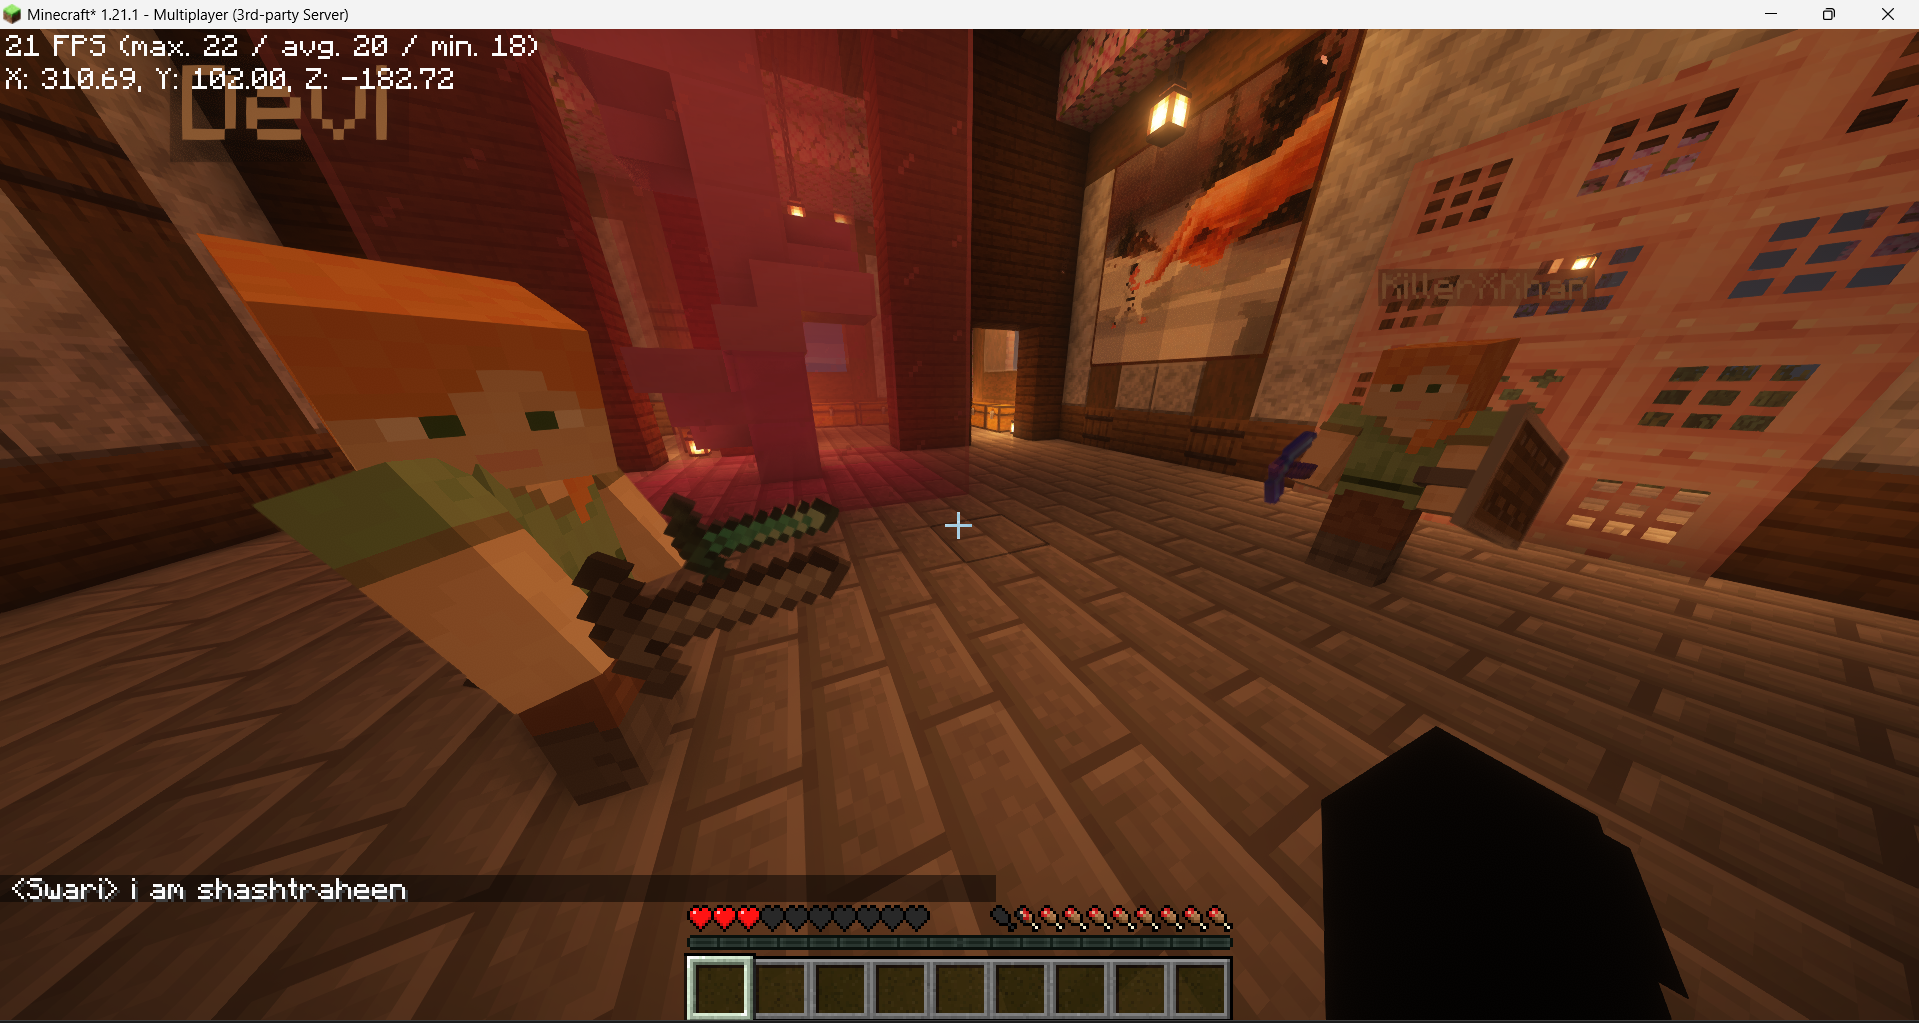 Minecraft* 1.21.1 - Multiplayer (3rd-party Server)
21 FPS (max. 22 / avg. 20 / min. 18)
X: 310.69, Y: 102.00, Z: -182.72
DevI
KillerXKhan
<Swari> i am shashtraheen